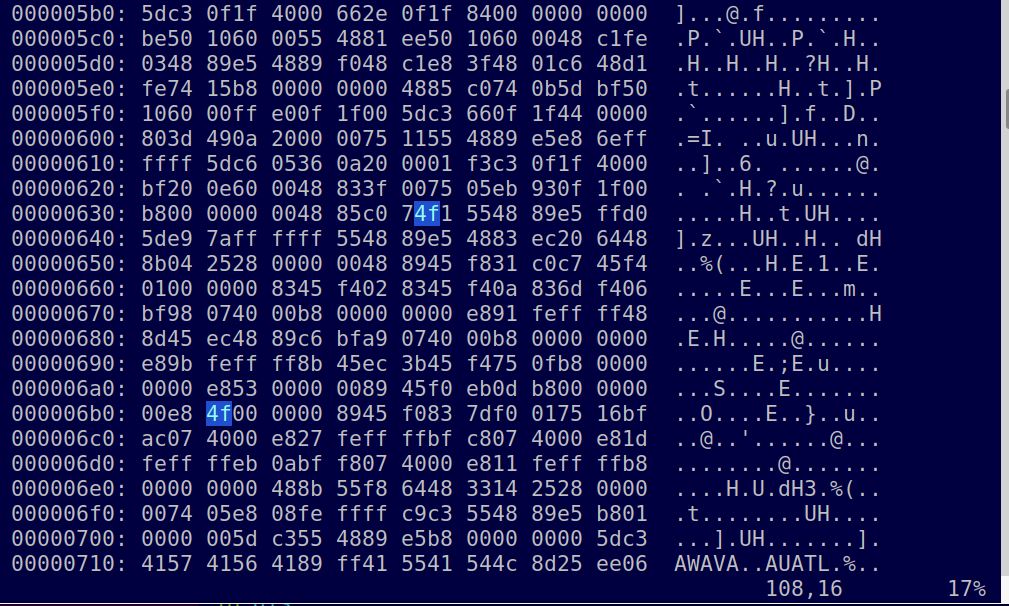 000005b0: 5dc3 0f1f 4000 662e 0f1f 8400 0000 0000  ]...@.f.........
000005c0: be50 1060 0055 4881 ee50 1060 0048 c1fe  .P.`.UH..P.`.H..
000005d0: 0348 89e5 4889 f048 c1e8 3f48 01c6 48d1  .H..H..H..?H..H.
000005e0: fe74 15b8 0000 0000 4885 c074 0b5d bf50  .t......H..t.].P
000005f0: 1060 00ff e00f 1f00 5dc3 660f 1f44 0000  .`......].f..D..
00000600: 803d 490a 2000 0075 1155 4889 e5e8 6eff  .=I. ..u.UH...n.
00000610: ffff 5dc6 0536 0a20 0001 f3c3 0f1f 4000  ..]..6. ......@.
00000620: bf20 0e60 0048 833f 0075 05eb 930f 1f00  . .`.H.?.u......
00000630: b800 0000 0048 85c0 74f1 5548 89e5 ffd0  .....H..t.UH....
00000640: 5de9 7aff ffff 5548 89e5 4883 ec20 6448  ].z...UH..H.. dH
00000650: 8b04 2528 0000 0048 8945 f831 c0c7 45f4  ..%(...H.E.1..E.
00000660: 0100 0000 8345 f402 8345 f40a 836d f406  .....E...E...m..
00000670: bf98 0740 00b8 0000 0000 e891 feff ff48  ...@...........H
00000680: 8d45 ec48 89c6 bfa9 0740 00b8 0000 0000  .E.H.....@......
00000690: e89b feff ff8b 45ec 3b45 f475 0fb8 0000  ......E.;E.u....
000006a0: 0000 e853 0000 0089 45f0 eb0d b800 0000  ...S....E.......
000006b0: 00e8 4f00 0000 8945 f083 7df0 0175 16bf  ..O....E..}..u..
000006c0: ac07 4000 e827 feff ffbf c807 4000 e81d  ..@..'......@...
000006d0: feff ffeb 0abf f807 4000 e811 feff ffb8  ........@.......
000006e0: 0000 0000 488b 55f8 6448 3314 2528 0000  ....H.U.dH3.%(..
000006f0: 0074 05e8 08fe ffff c9c3 5548 89e5 b801  .t........UH....
00000700: 0000 005d c355 4889 e5b8 0000 0000 5dc3  ...].UH.......].
00000710: 4157 4156 4189 ff41 5541 544c 8d25 ee06  AWAVA..AUATL.%..
108,16 17%